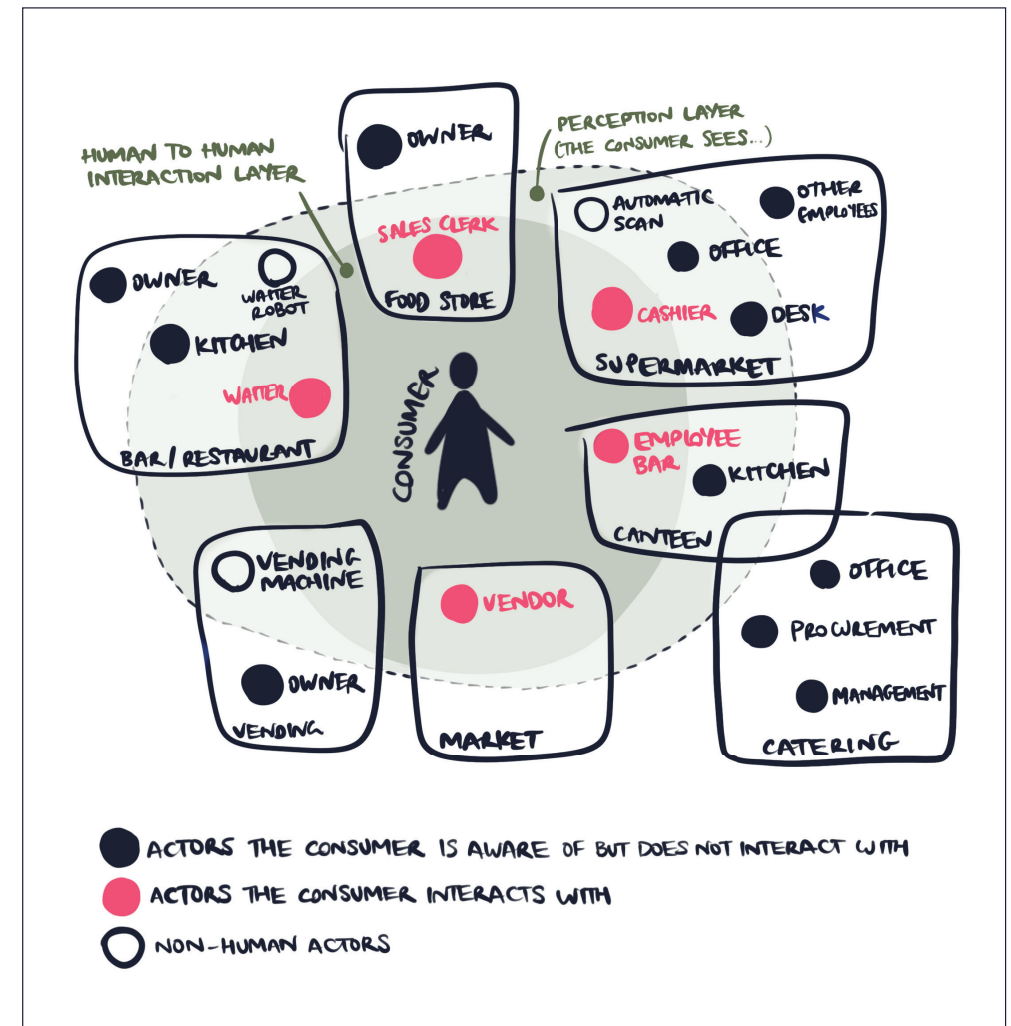 HUMAN TO HUMAN
INTERACTION LAYER
PERCEPTION LAYER
(THE CONSUMER SEES...)
OWNER
SALES CLERK
FOOD STORE
AUTOMATIC
SCAN
OTHER
EMPLOYEES
OFFICE
CASHIER
DESK
SUPERMARKET
OWNER
WAITER
ROBOT
KITCHEN
WAITER
BAR/RESTAURANT
CONSUMER
EMPLOYEE
BAR
KITCHEN
CANTEEN
VENDING
MACHINE
OWNER
VENDING
VENDOR
MARKET
OFFICE
PROCUREMENT
MANAGEMENT
CATERING
ACTORS THE CONSUMER IS AWARE OF BUT DOES NOT INTERACT WITH
ACTORS THE CONSUMER INTERACTS WITH
NON-HUMAN ACTORS